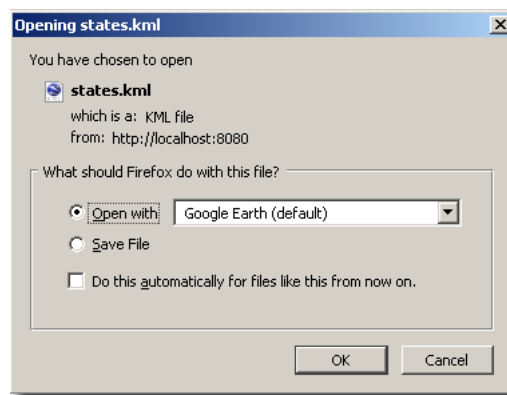 Opening states.kml
You have chosen to open
states.kml
which is a: KML file
from: http://localhost:8080
What should Firefox do with this file?
Open with
Google Earth (default)
Save File
Do this automatically for files like this from now on.
OK
Cancel